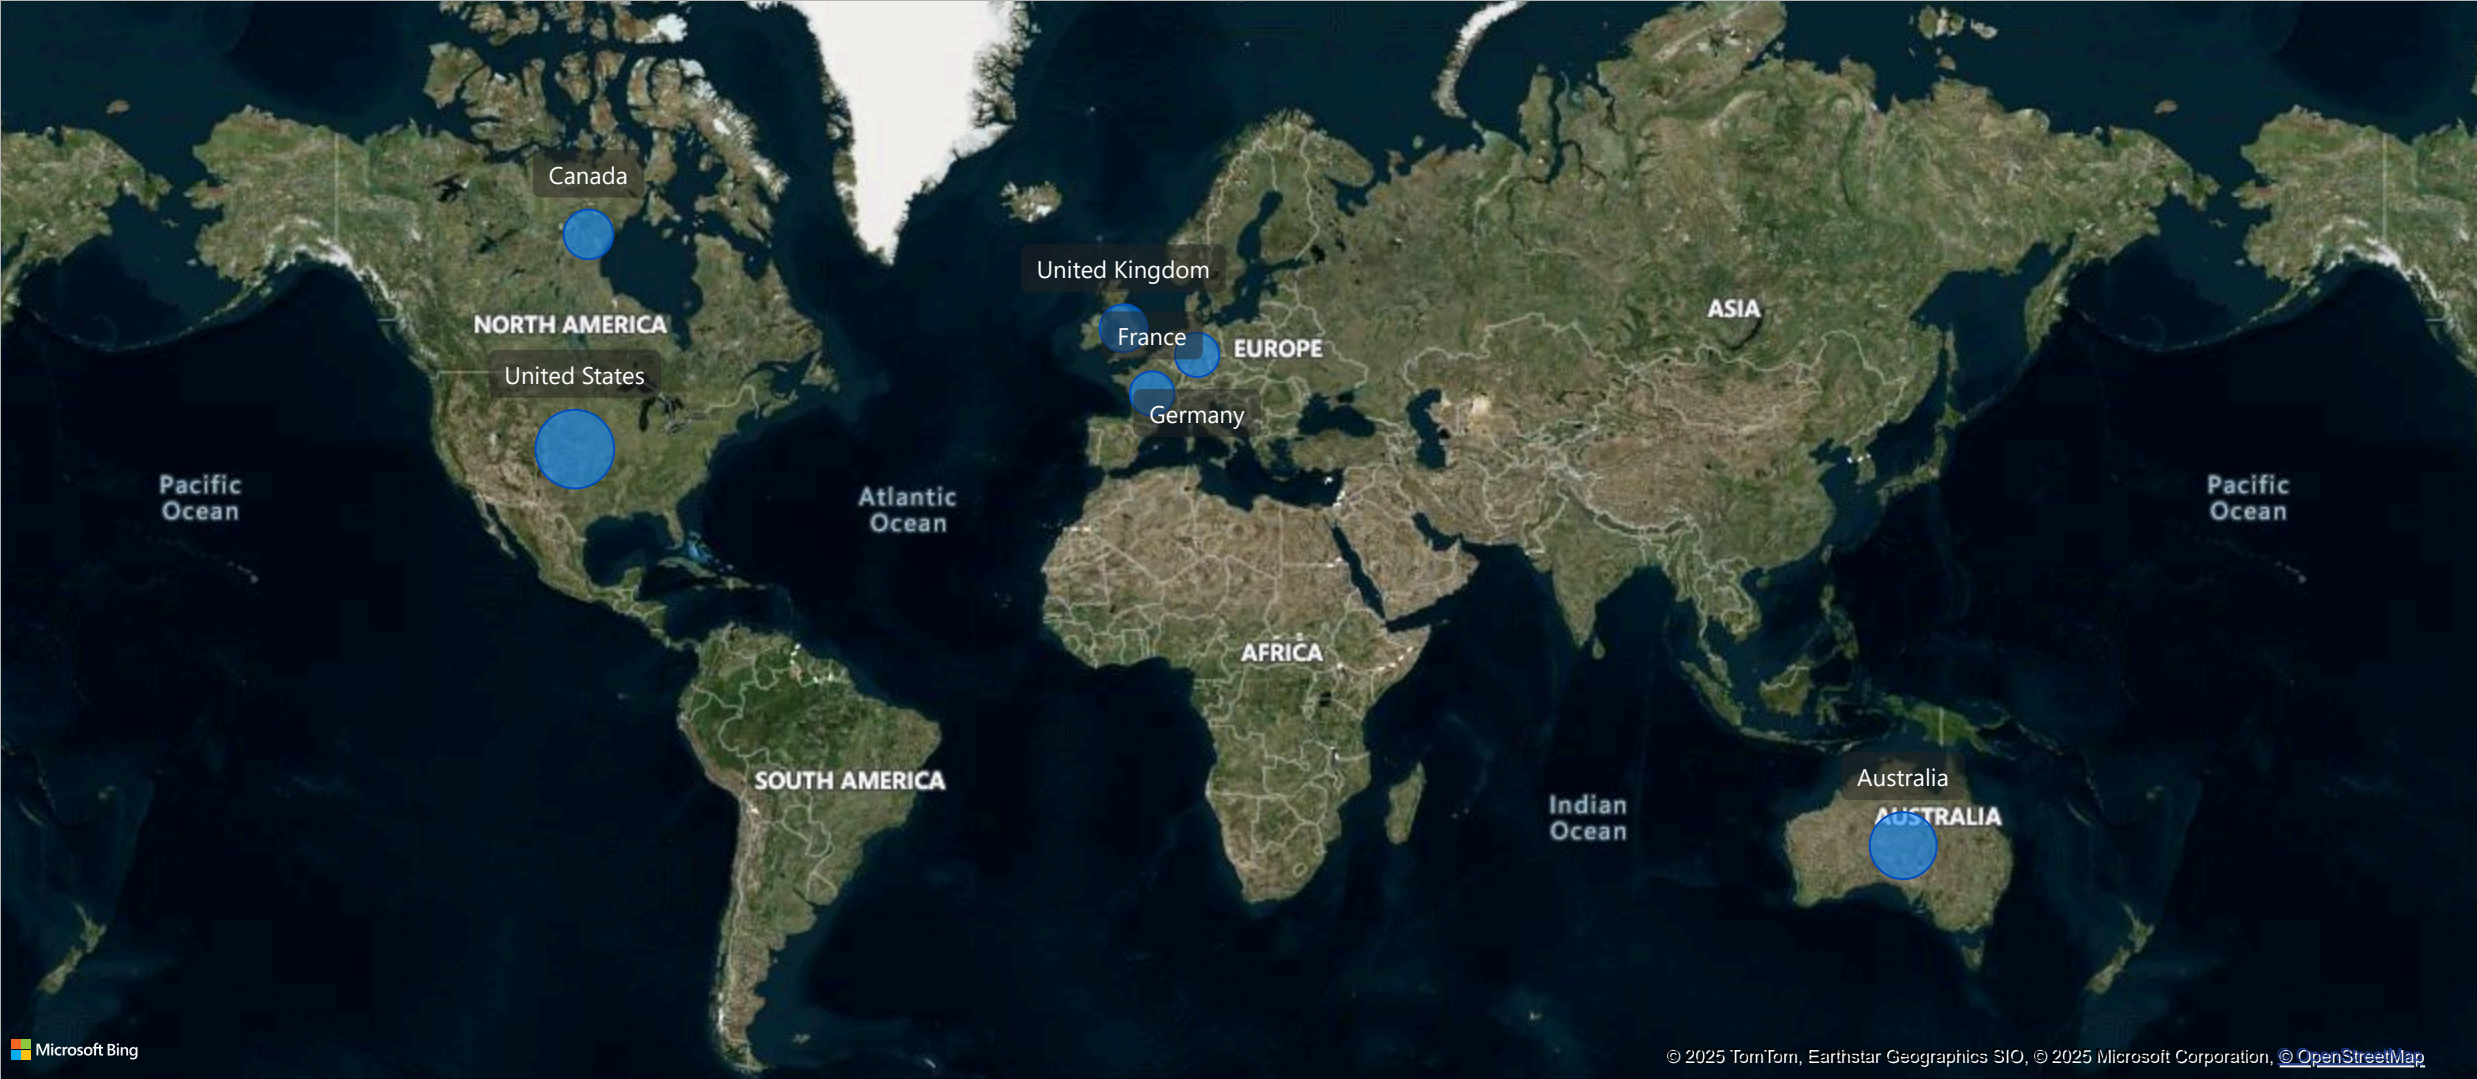 Canada
United Kingdom
ASIA
NORTH AMERICA
France
EUROPE
United States
Germany
Pacific
Ocean
Atlantic
Ocean
Pacific
Ocean
AFRICA
SOUTH AMERICA
Australia
AUSTRALIA
Indian
Ocean
Microsoft Bing
© 2025 TomTom, Earthstar Geographics SIO, © 2025 Microsoft Corporation, © OpenStreetMap